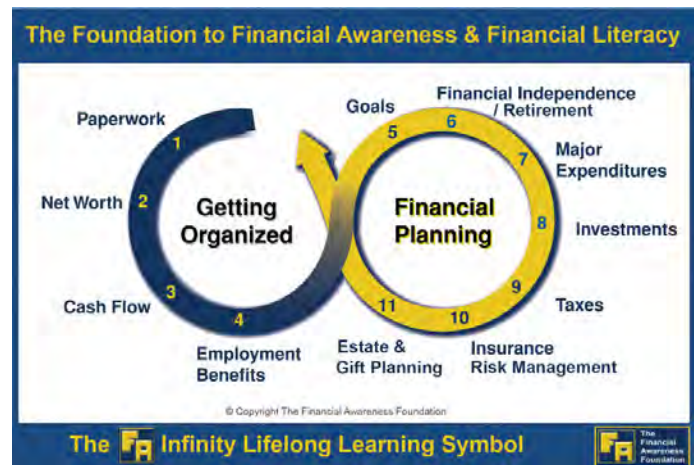 The Foundation to Financial Awareness & Financial Literacy
Paperwork
1
Net Worth
2
Cash Flow
3
Employment
Benefits
4
Getting
Organized
Goals
5
Financial Independence
/ Retirement
6
Major
Expenditures
7
Investments
8
Taxes
9
Insurance
Risk Management
10
Estate &
Gift Planning
11
Financial
Planning
© Copyright The Financial Awareness Foundation
The FA Infinity Lifelong Learning Symbol
FA
The
Financial
Awareness
Foundation